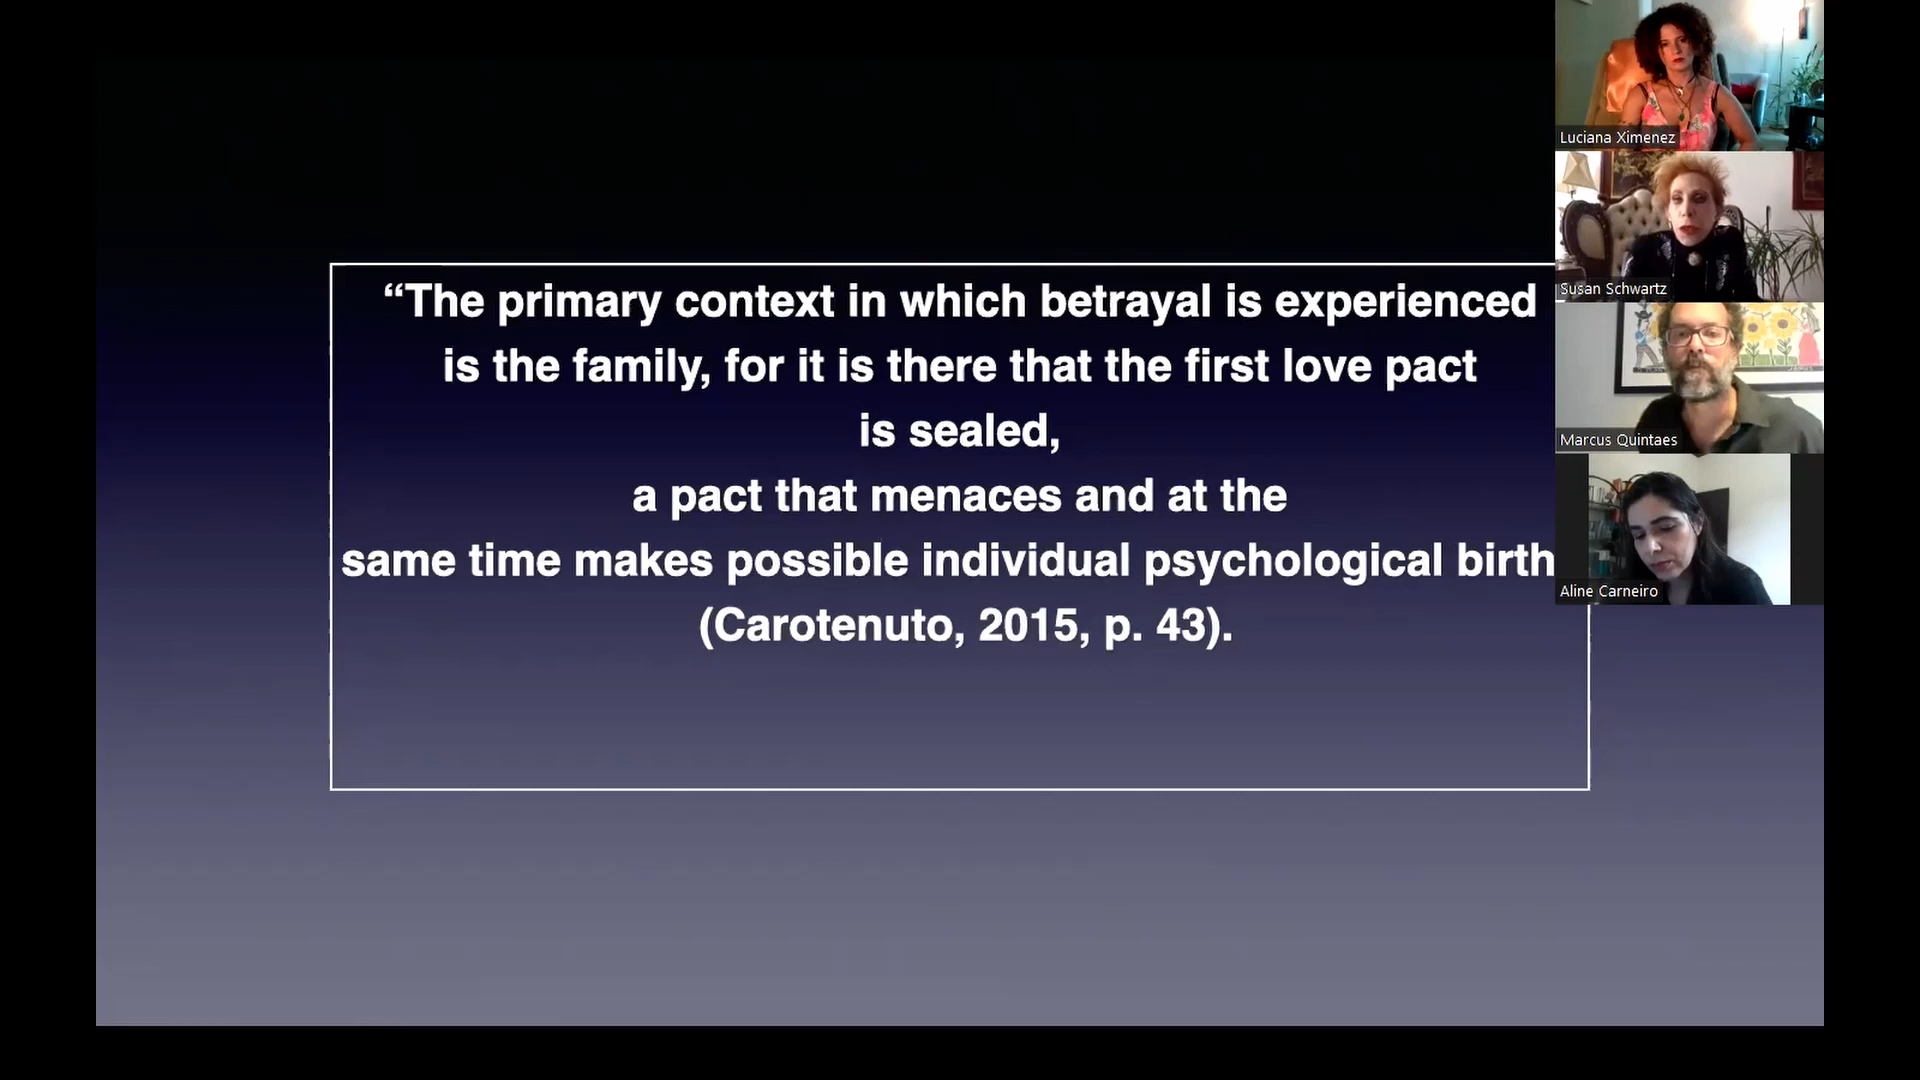 “The primary context in which betrayal is experienced
is the family, for it is there that the first love pact
is sealed,
a pact that menaces and at the
same time makes possible individual psychological birth
(Carotenuto, 2015, p. 43).
Luciana Ximenez
Susan Schwartz
Marcus Quintaes
Aline Carneiro